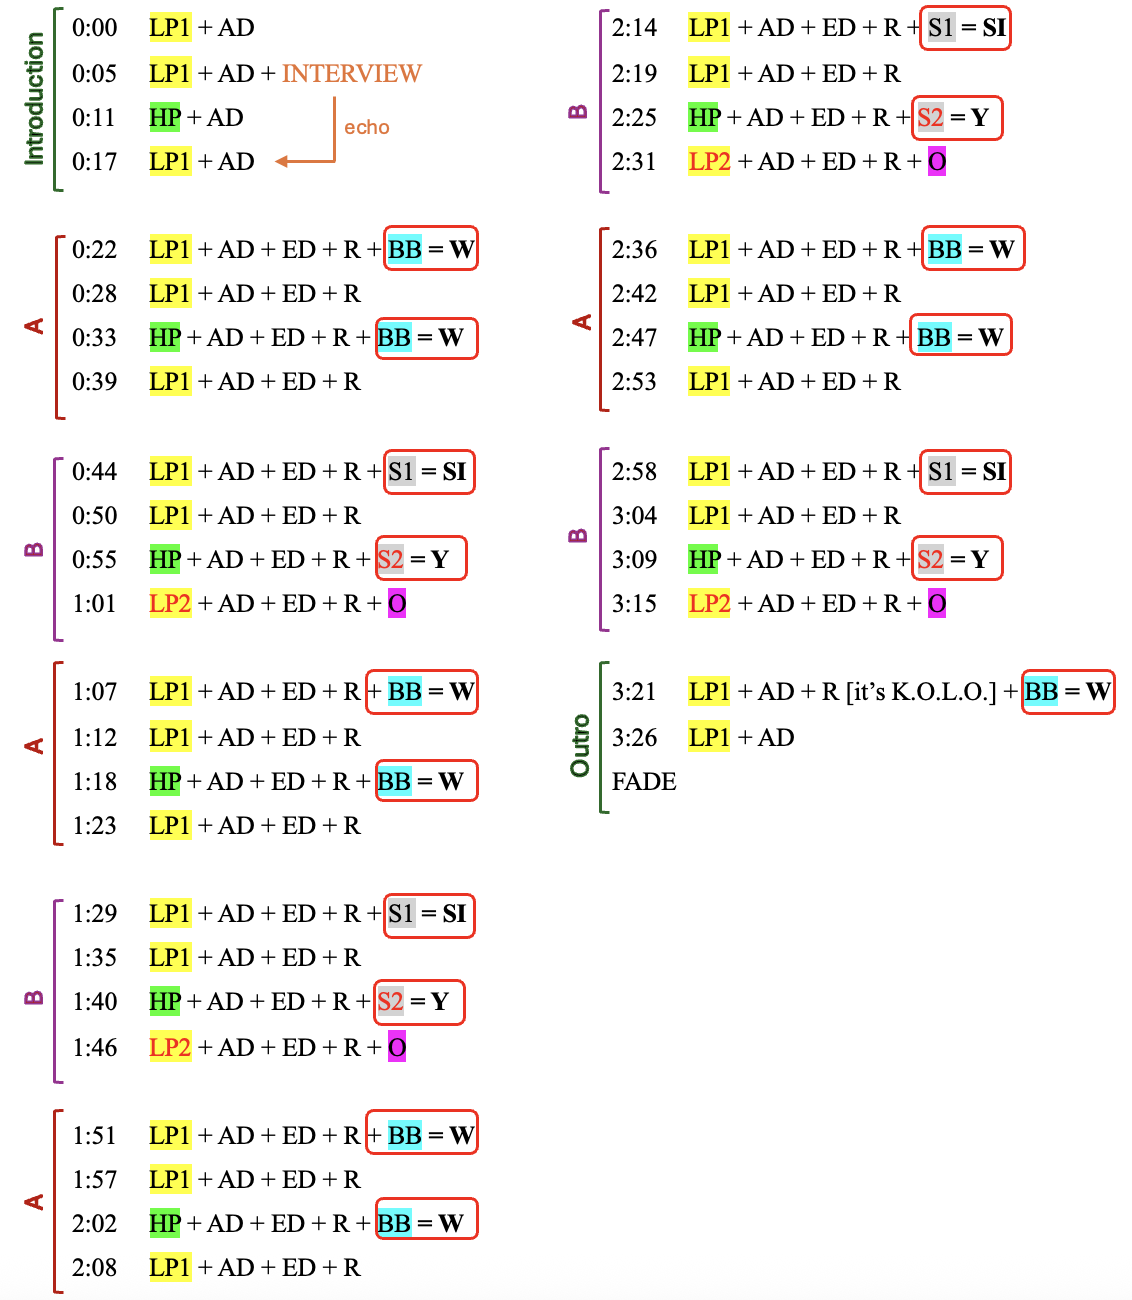 Introduction
0:00 LP1 + AD
0:05 LP1 + AD + INTERVIEW
0:11 HP + AD
echo
0:17 LP1 + AD
A
0:22 LP1 + AD + ED + R + BB = W
0:28 LP1 + AD + ED + R
0:33 HP + AD + ED + R + BB = W
0:39 LP1 + AD + ED + R
B
0:44 LP1 + AD + ED + R + S1 = SI
0:50 LP1 + AD + ED + R
0:55 HP + AD + ED + R + S2 = Y
1:01 LP2 + AD + ED + R + O
A
1:07 LP1 + AD + ED + R + BB = W
1:12 LP1 + AD + ED + R
1:18 HP + AD + ED + R + BB = W
1:23 LP1 + AD + ED + R
B
1:29 LP1 + AD + ED + R + S1 = SI
1:35 LP1 + AD + ED + R
1:40 HP + AD + ED + R + S2 = Y
1:46 LP2 + AD + ED + R + O
A
1:51 LP1 + AD + ED + R + BB = W
1:57 LP1 + AD + ED + R
2:02 HP + AD + ED + R + BB = W
2:08 LP1 + AD + ED + R
B
2:14 LP1 + AD + ED + R + S1 = SI
2:19 LP1 + AD + ED + R
2:25 HP + AD + ED + R + S2 = Y
2:31 LP2 + AD + ED + R + O
A
2:36 LP1 + AD + ED + R + BB = W
2:42 LP1 + AD + ED + R
2:47 HP + AD + ED + R + BB = W
2:53 LP1 + AD + ED + R
B
2:58 LP1 + AD + ED + R + S1 = SI
3:04 LP1 + AD + ED + R
3:09 HP + AD + ED + R + S2 = Y
3:15 LP2 + AD + ED + R + O
Outro
3:21 LP1 + AD + R [it’s K.O.L.O.] + BB = W
3:26 LP1 + AD
FADE